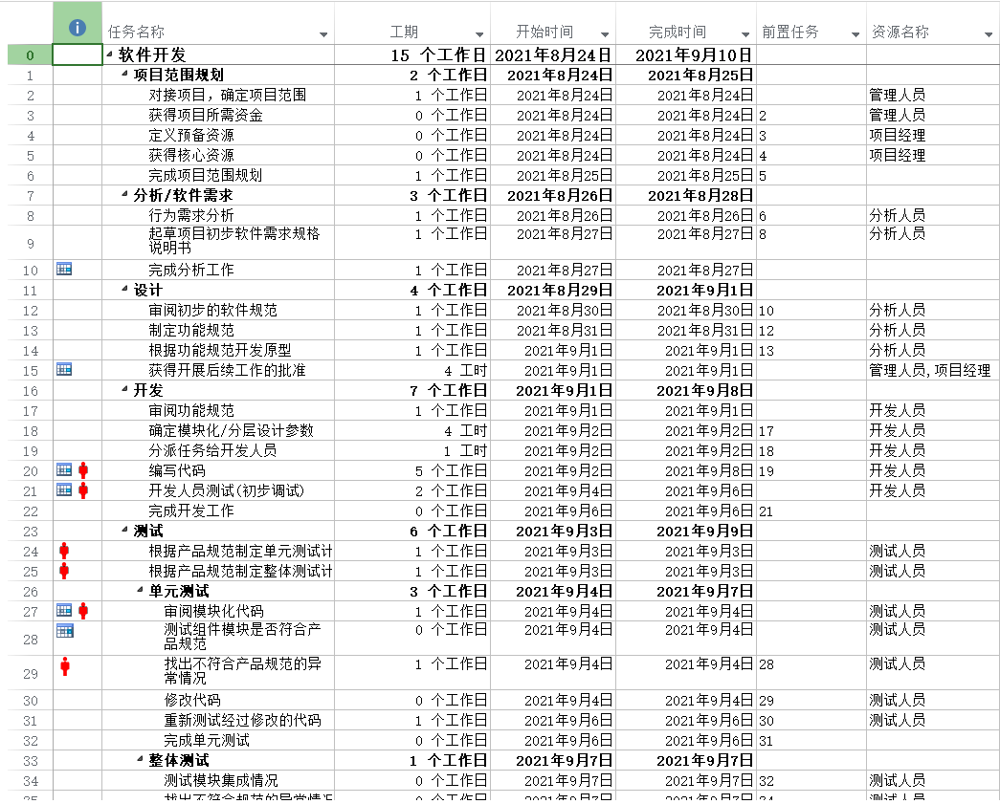 任务名称 工期 开始时间 完成时间 前置任务 资源名称
0 软件开发 15 个工作日 2021年8月24日 2021年9月10日
1 项目范围规划 2 个工作日 2021年8月24日 2021年8月25日
2 对接项目，确定项目范围 1 个工作日 2021年8月24日 2021年8月24日 管理人员
3 获得项目所需资金 0 个工作日 2021年8月24日 2021年8月24日 2 管理人员
4 定义预备资源 0 个工作日 2021年8月24日 2021年8月24日 3 项目经理
5 获得核心资源 0 个工作日 2021年8月24日 2021年8月24日 4 项目经理
6 完成项目范围规划 1 个工作日 2021年8月25日 2021年8月25日 5
7 分析/软件需求 3 个工作日 2021年8月26日 2021年8月28日
8 行为需求分析 1 个工作日 2021年8月26日 2021年8月26日 6 分析人员
9 起草项目初步软件需求规格 1 个工作日 2021年8月27日 2021年8月27日 8 分析人员
说明书
10 完成分析工作 1 个工作日 2021年8月27日 2021年8月27日
11 设计 4 个工作日 2021年8月29日 2021年9月1日
12 审阅初步的软件规范 1 个工作日 2021年8月30日 2021年8月30日 10 分析人员
13 制定功能规范 1 个工作日 2021年8月31日 2021年8月31日 12 分析人员
14 根据功能规范开发原型 1 个工作日 2021年9月1日 2021年9月1日 13 分析人员
15 获得开展后续工作的批准 4 工时 2021年9月1日 2021年9月1日 管理人员,项目经理
16 开发 7 个工作日 2021年9月1日 2021年9月8日
17 审阅功能规范 1 个工作日 2021年9月1日 2021年9月1日 开发人员
18 确定模块化/分层设计参数 4 工时 2021年9月2日 2021年9月2日 17 开发人员
19 分派任务给开发人员 1 工时 2021年9月2日 2021年9月2日 18 开发人员
20 编写代码 5 个工作日 2021年9月2日 2021年9月8日 19 开发人员
21 开发人员测试(初步调试) 2 个工作日 2021年9月4日 2021年9月6日 开发人员
22 完成开发工作 0 个工作日 2021年9月6日 2021年9月6日 21
23 测试 6 个工作日 2021年9月3日 2021年9月9日
24 根据产品规范制定单元测试计 1 个工作日 2021年9月3日 2021年9月3日 测试人员
25 根据产品规范制定整体测试计 1 个工作日 2021年9月3日 2021年9月3日 测试人员
26 单元测试 3 个工作日 2021年9月4日 2021年9月7日
27 审阅模块化代码 1 个工作日 2021年9月4日 2021年9月4日 测试人员
28 测试组件模块是否符合产 0 个工作日 2021年9月4日 2021年9月4日 测试人员
品规范
29 找出不符合产品规范的异 1 个工作日 2021年9月4日 2021年9月4日 28 测试人员
常情况
30 修改代码 0 个工作日 2021年9月4日 2021年9月4日 29 测试人员
31 重新测试经过修改的代码 1 个工作日 2021年9月6日 2021年9月6日 30 测试人员
32 完成单元测试 0 个工作日 2021年9月6日 2021年9月6日 31
33 整体测试 1 个工作日 2021年9月7日 2021年9月7日
34 测试模块集成情况 0 个工作日 2021年9月7日 2021年9月7日 32 测试人员